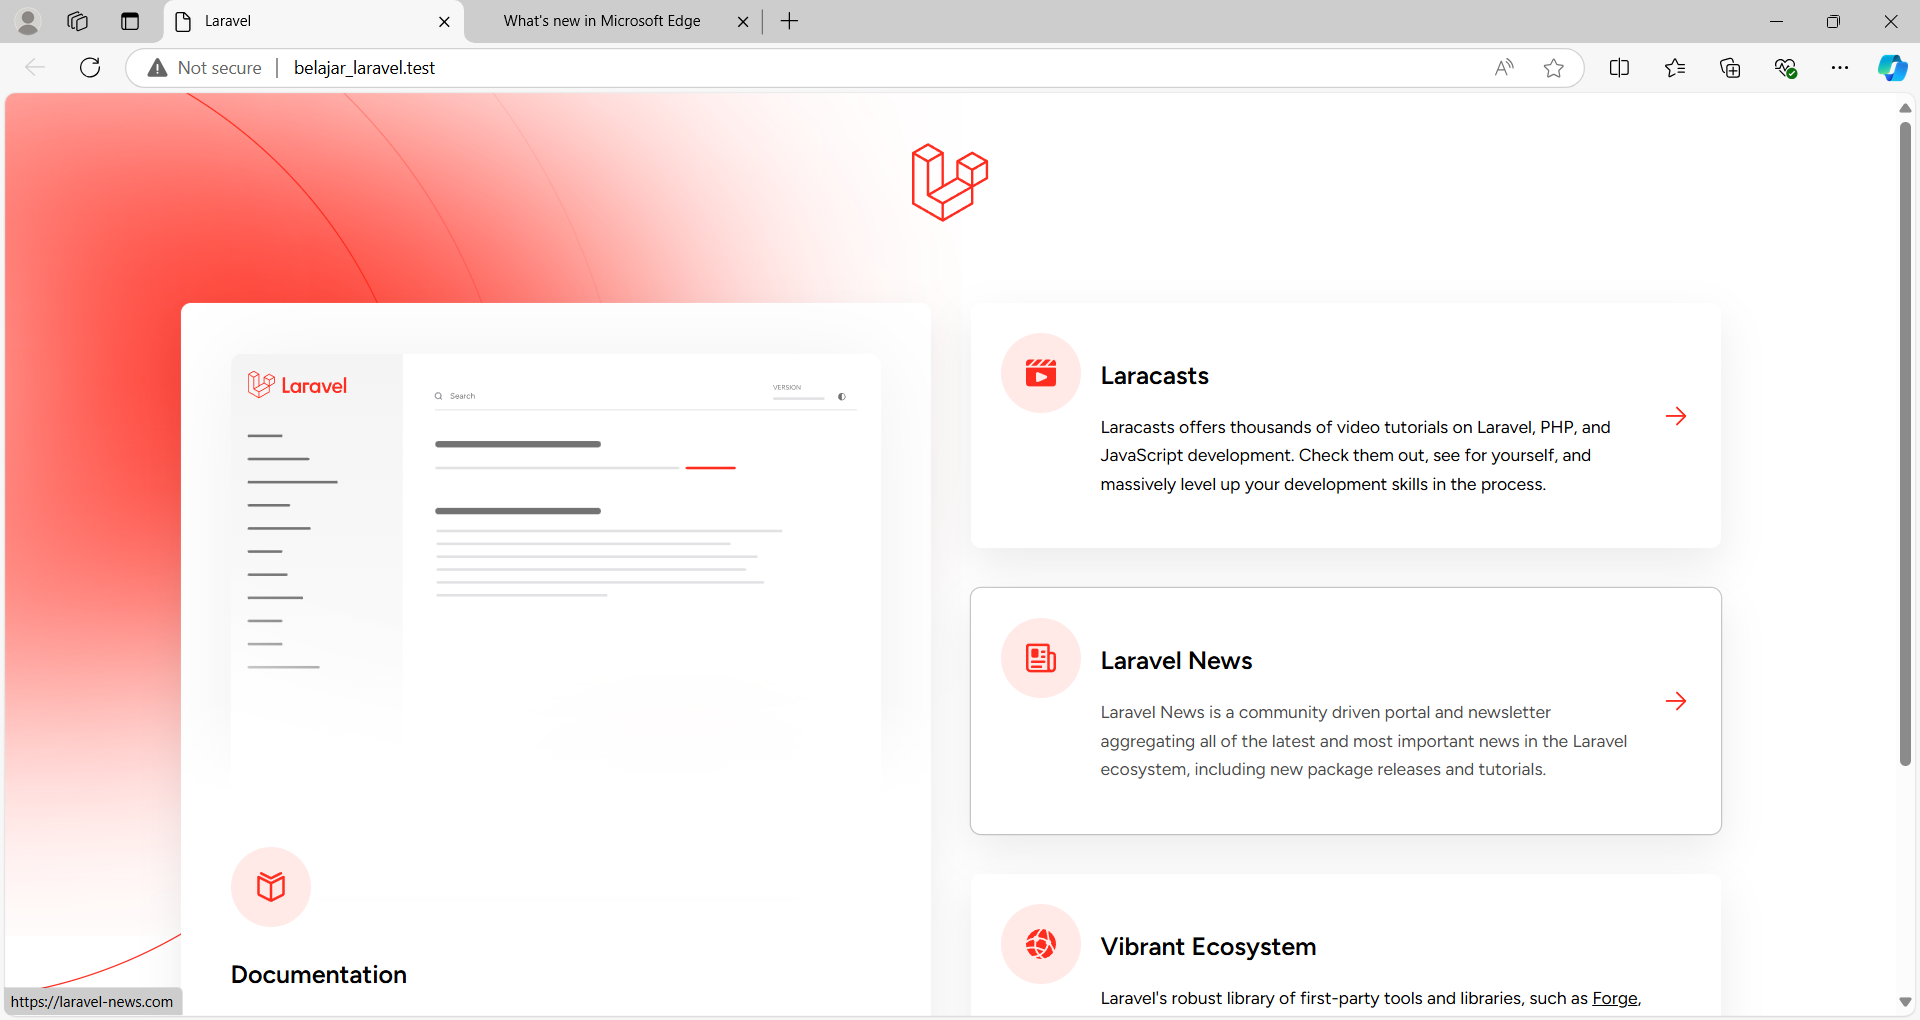 Laravel
What's new in Microsoft Edge
Not secure
belajar_laravel.test
Laravel
Search
VERSION
Documentation
Laracasts
Laracasts offers thousands of video tutorials on Laravel, PHP, and
JavaScript development. Check them out, see for yourself, and
massively level up your development skills in the process.
Laravel News
Laravel News is a community driven portal and newsletter
aggregating all of the latest and most important news in the Laravel
ecosystem, including new package releases and tutorials.
Vibrant Ecosystem
Laravel's robust library of first-party tools and libraries, such as Forge,
https://laravel-news.com